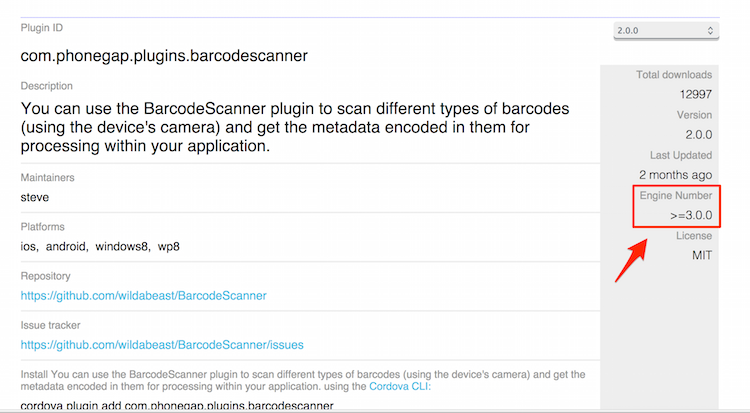 Plugin ID
2.0.0
com.phonegap.plugins.barcodescanner
Description
You can use the BarcodeScanner plugin to scan different types of barcodes
(using the device's camera) and get the metadata encoded in them for
processing within your application.
Maintainers
steve
Platforms
ios, android, windows8, wp8
Repository
https://github.com/wildabeast/BarcodeScanner
Issue tracker
https://github.com/wildabeast/BarcodeScanner/issues
Install You can use the BarcodeScanner plugin to scan different types of barcodes (using the device's camera) and get the
metadata encoded in them for processing within your application. using the Cordova CLI:
cordova plugin add com.phonegap.plugins.barcodescanner
Total downloads
12997
Version
2.0.0
Last Updated
2 months ago
Engine Number
>=3.0.0
License
MIT